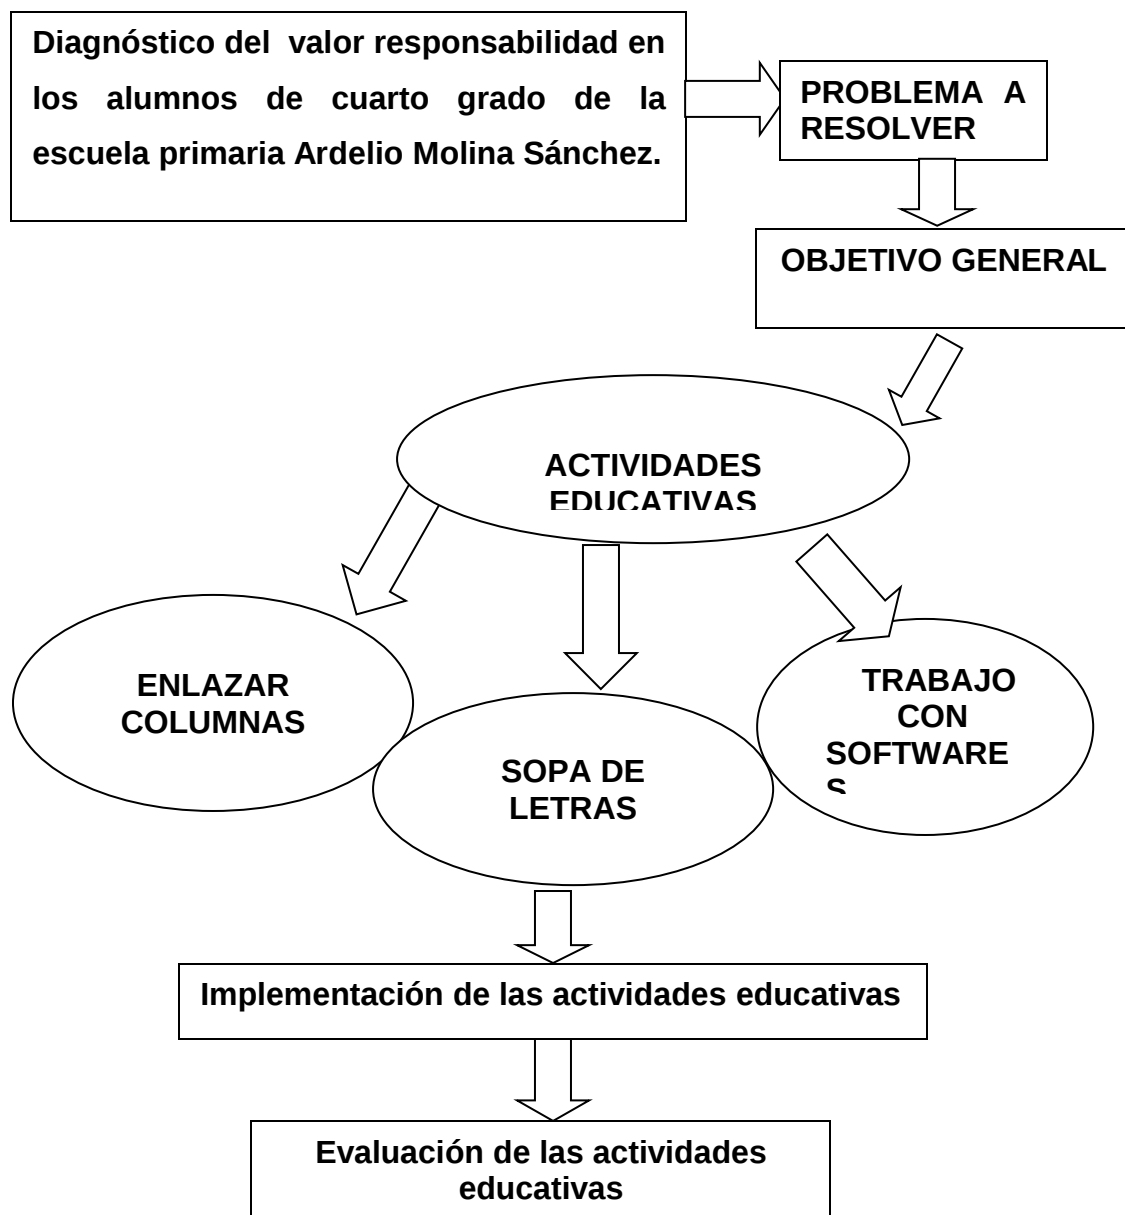 Diagnóstico del valor responsabilidad en
los alumnos de cuarto grado de la
escuela primaria Ardelio Molina Sánchez.
PROBLEMA A
RESOLVER
OBJETIVO GENERAL
ACTIVIDADES
EDUCATIVAS
ENLAZAR
COLUMNAS
SOPA DE
LETRAS
TRABAJO
CON
SOFTWARE
S
Implementación de las actividades educativas
Evaluación de las actividades
educativas